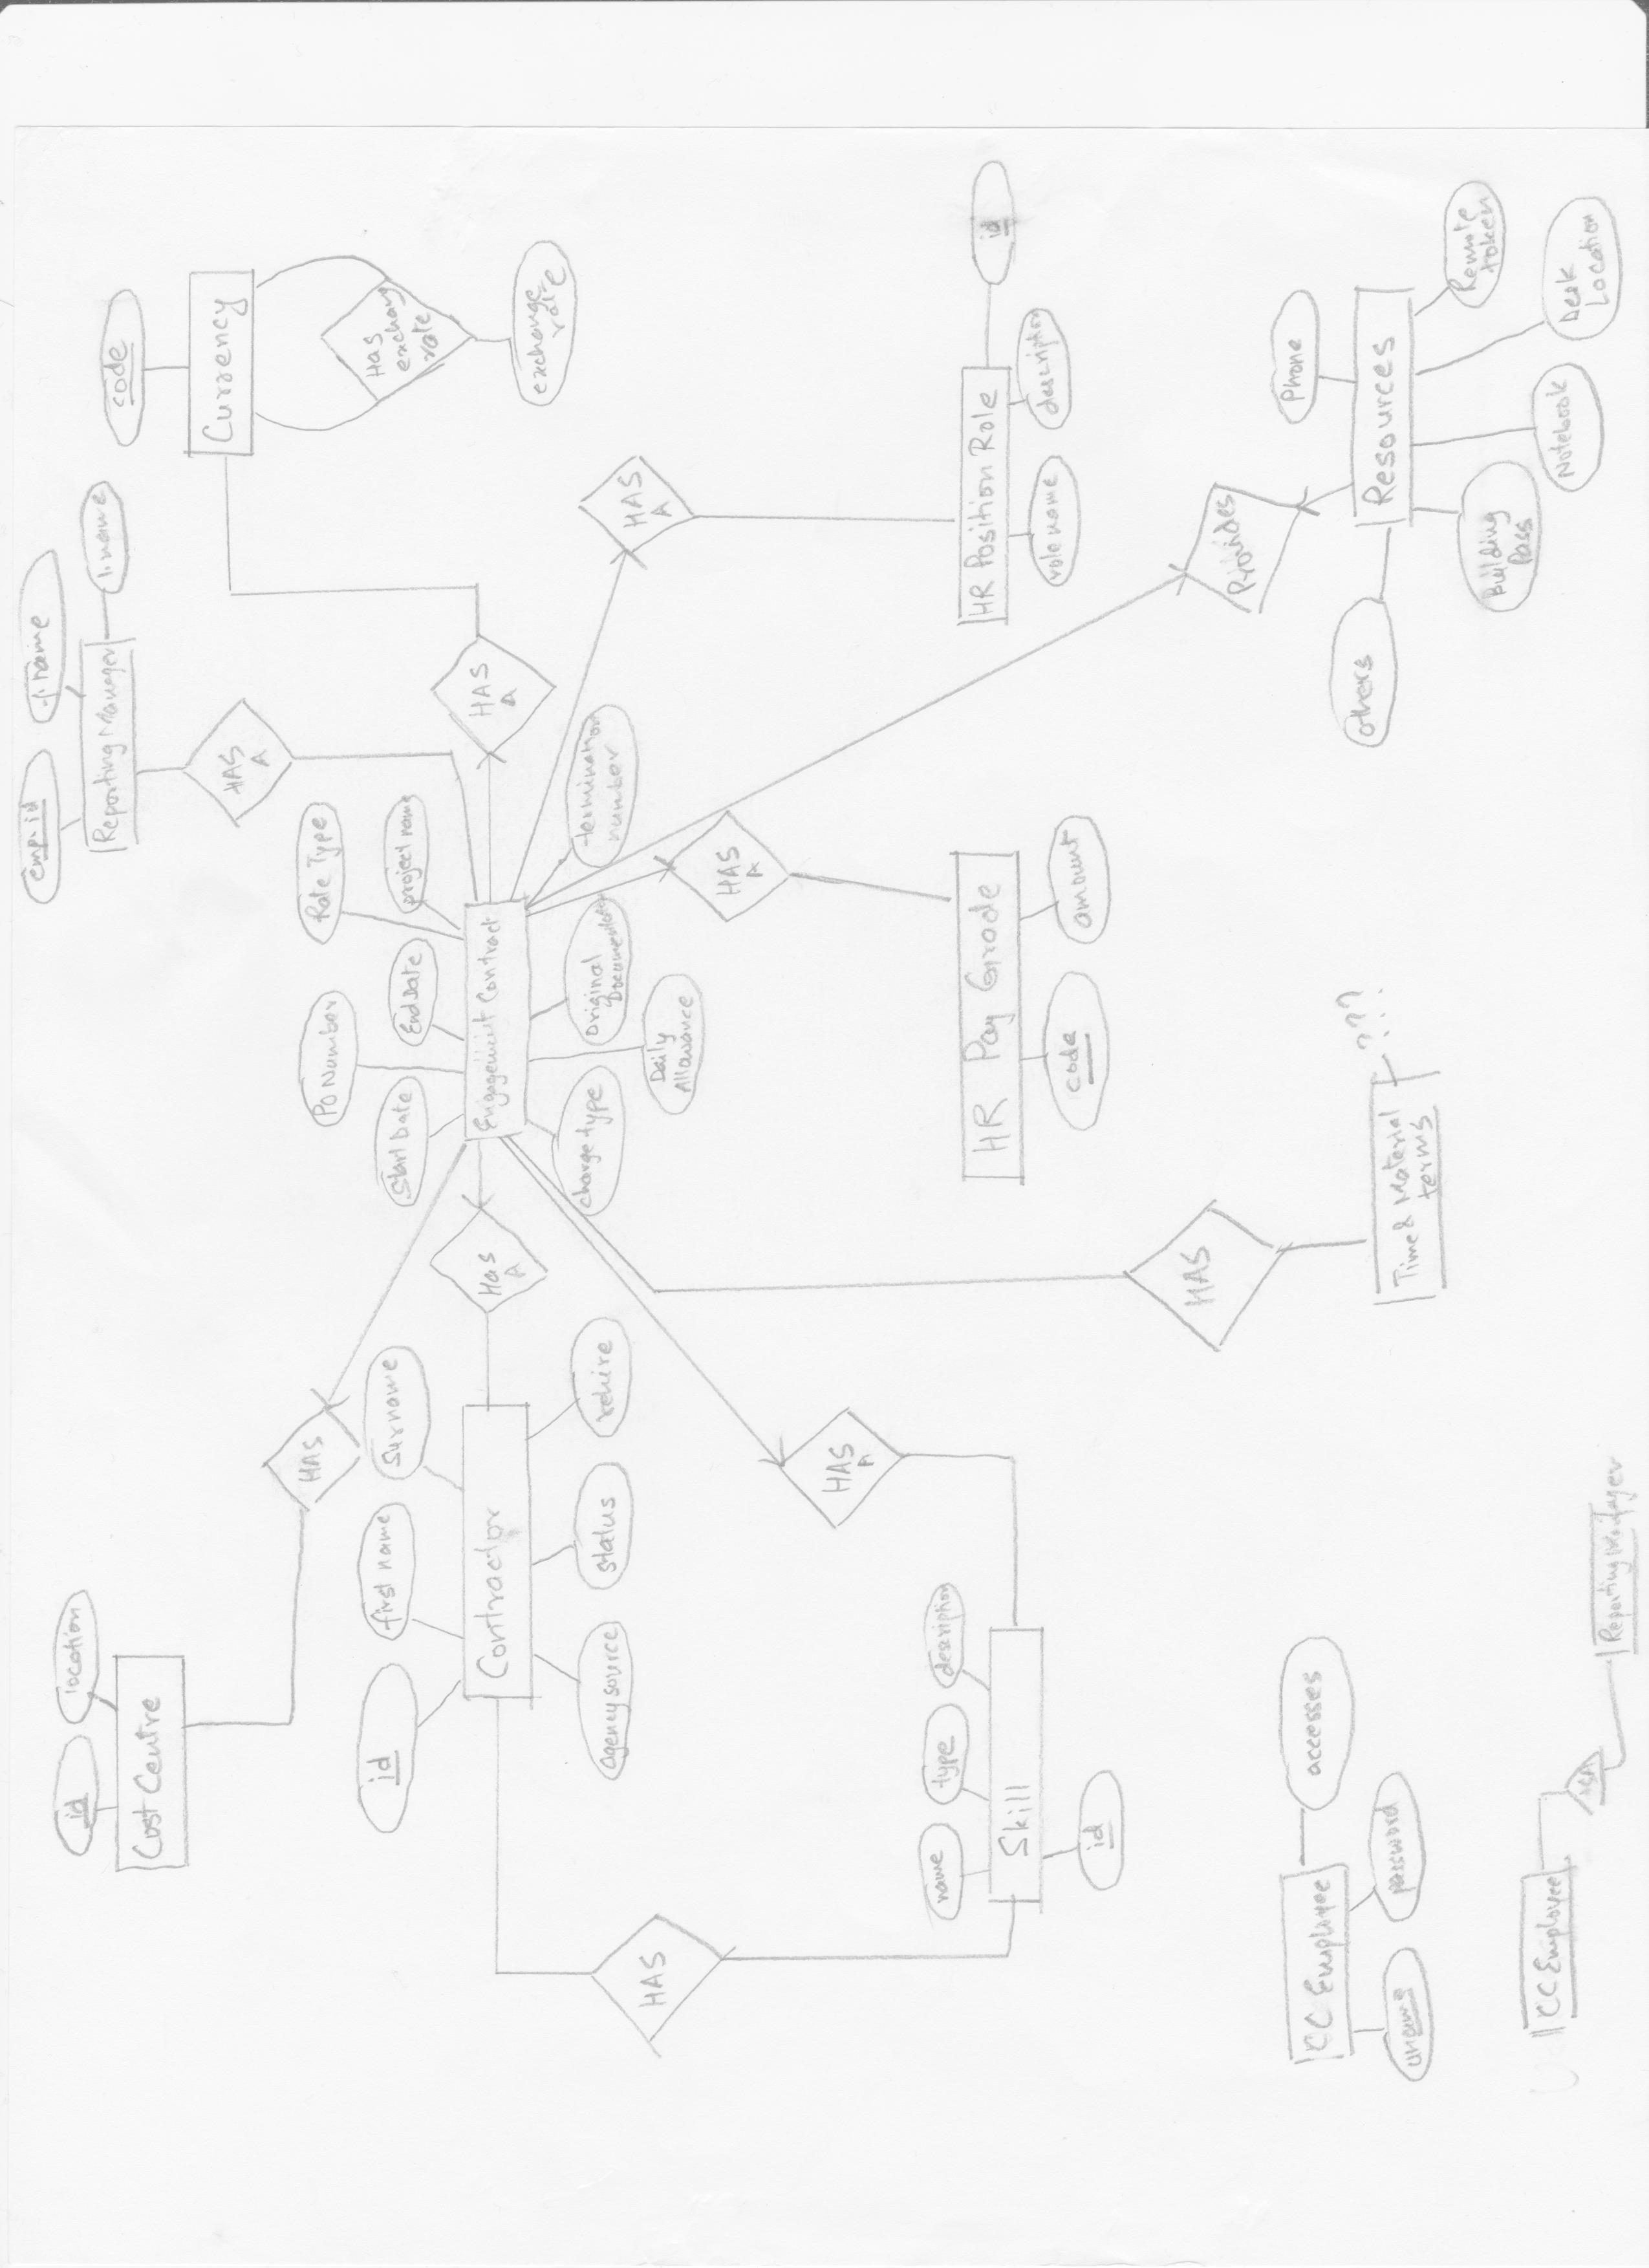 id
location
Cost Centre
emp. id
f. name
Reporting Manager
l. name
code
Currency
HAS
HAS
A
PO Number
Rate Type
Start Date
End Date
project name
Has
exchang
rate
exchange
rate
id
first name
Surname
Contractor
Has
A
Engagement Contract
HAS
A
agency source
status
rehire
charge type
Original
termination
number
Daily
Allowance
HAS
HAS
A
HAS
A
HAS
A
name
type
description
Skill
id
HR Pay Grade
code
amount
HR Position Role
id
role name
description
HAS
Provides
CC Employee
accesses
uname
password
Time & Material
terms
???
Phone
others
Resources
Building
Pass
Notebook
Desk
Location
Remote
token
CC Employee
ISA
Reporting Manager